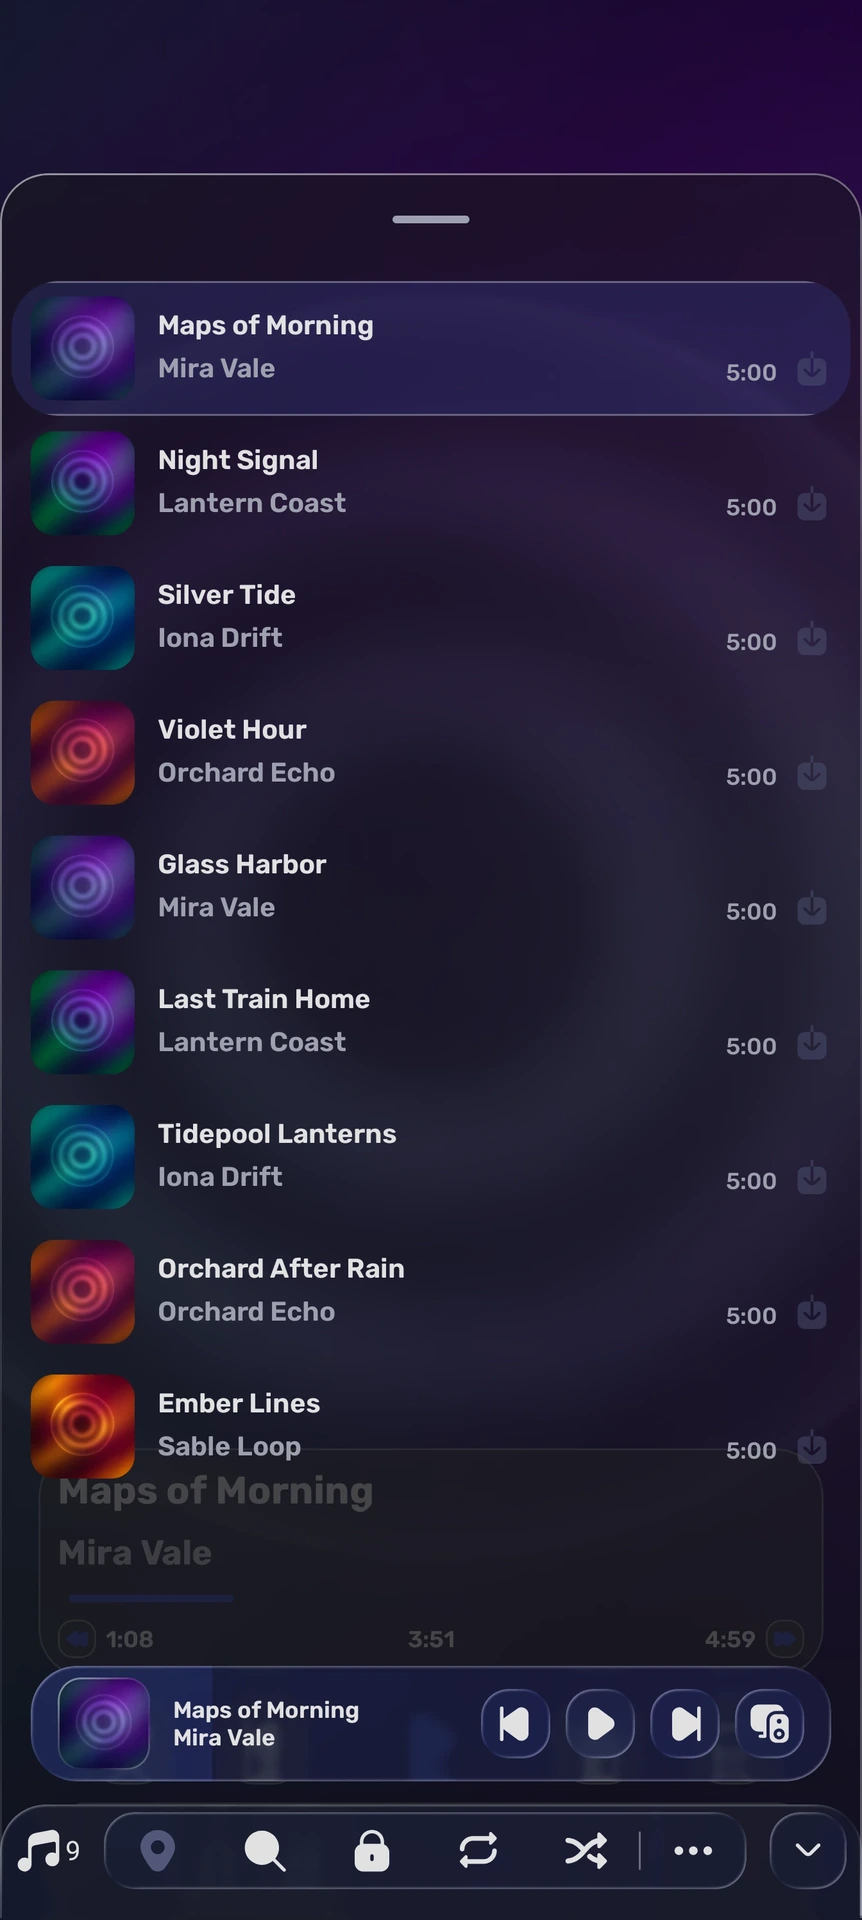 Maps of Morning
Mira Vale
5:00
Night Signal
Lantern Coast
5:00
Silver Tide
Iona Drift
5:00
Violet Hour
Orchard Echo
5:00
Glass Harbor
Mira Vale
5:00
Last Train Home
Lantern Coast
5:00
Tidepool Lanterns
Iona Drift
5:00
Orchard After Rain
Orchard Echo
5:00
Ember Lines
Sable Loop
5:00
Maps of Morning
Mira Vale
1:08 3:51 4:59
Maps of Morning
Mira Vale
9